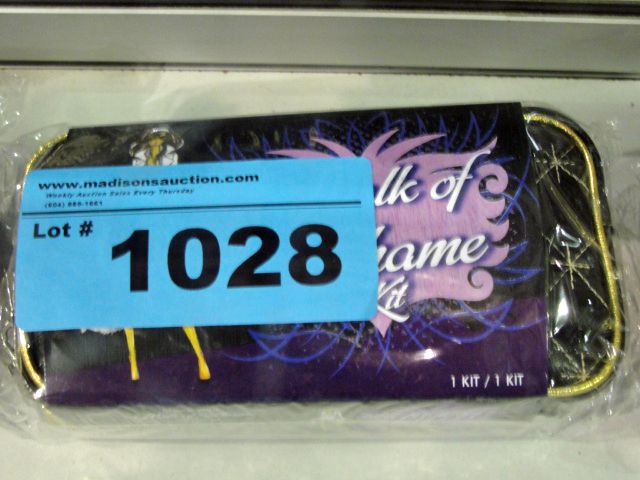 www.madisonsauction.com
Weekly Auction Sales Every Thursday
Lot #
1028
lk of
hame
Kit
1 KIT / 1 KIT